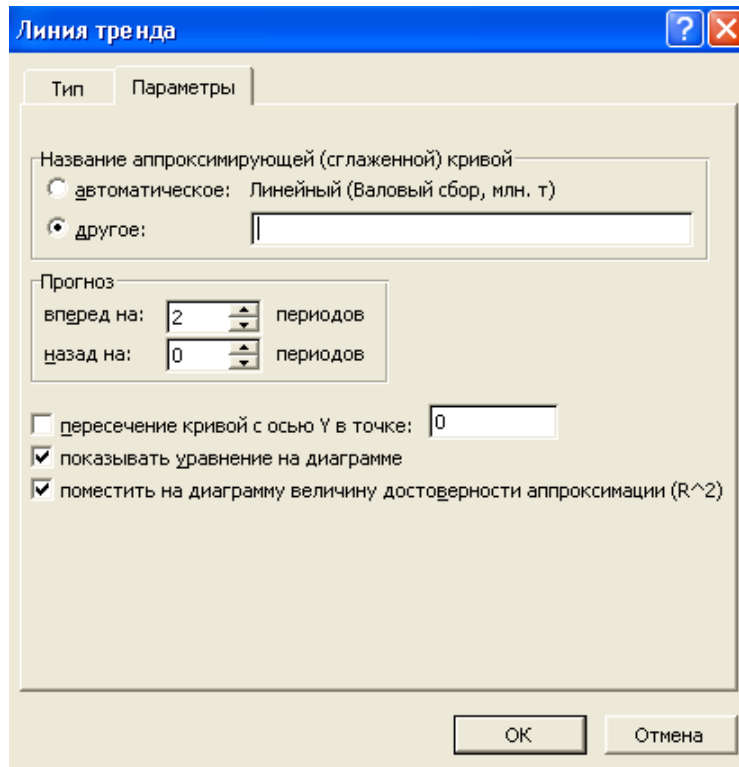 Линия тренда
Тип Параметры
Название аппроксимирующей (сглаженной) кривой
автоматическое: Линейный (Валовый сбор, млн. т)
другое:
Прогноз
вперед на: 2 периодов
назад на: 0 периодов
пересечение кривой с осью Y в точке: 0
показывать уравнение на диаграмме
поместить на диаграмму величину достоверности аппроксимации (R^2)
ОК Отмена